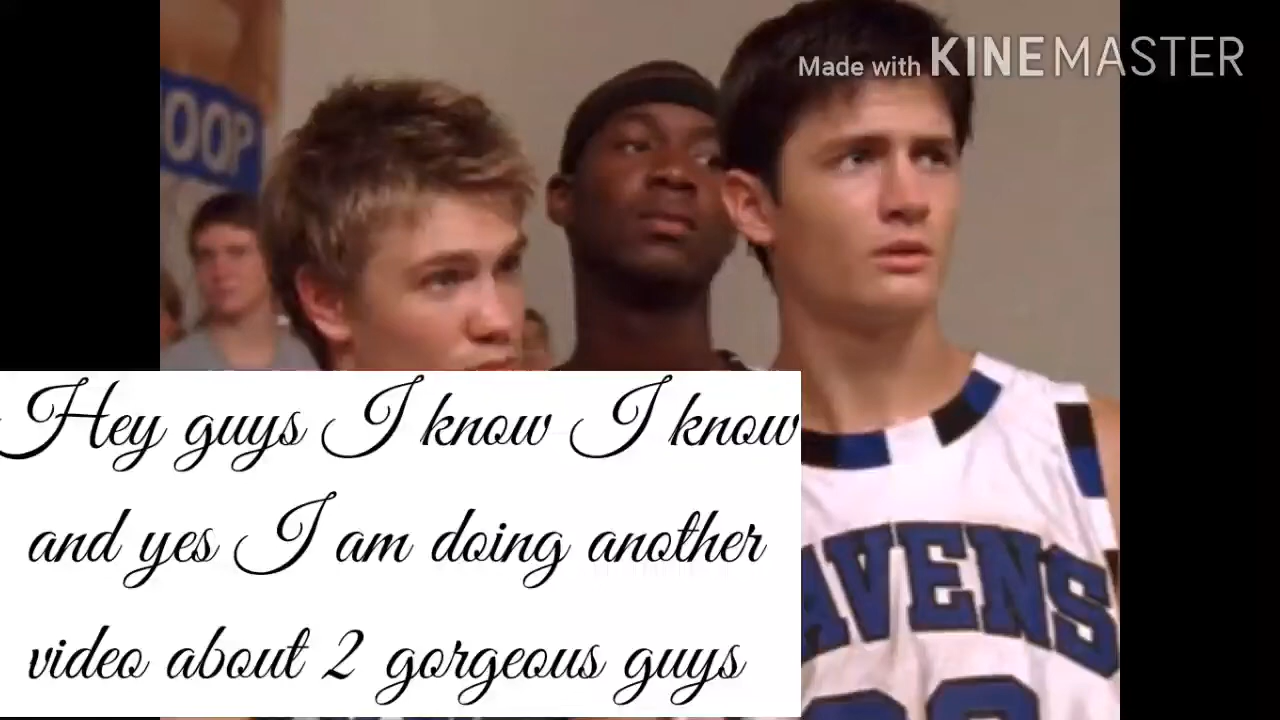 Made with KINEMASTER
OOP
AVENS
Hey guys I know I know
and yes I am doing another
video about 2 gorgeous guys